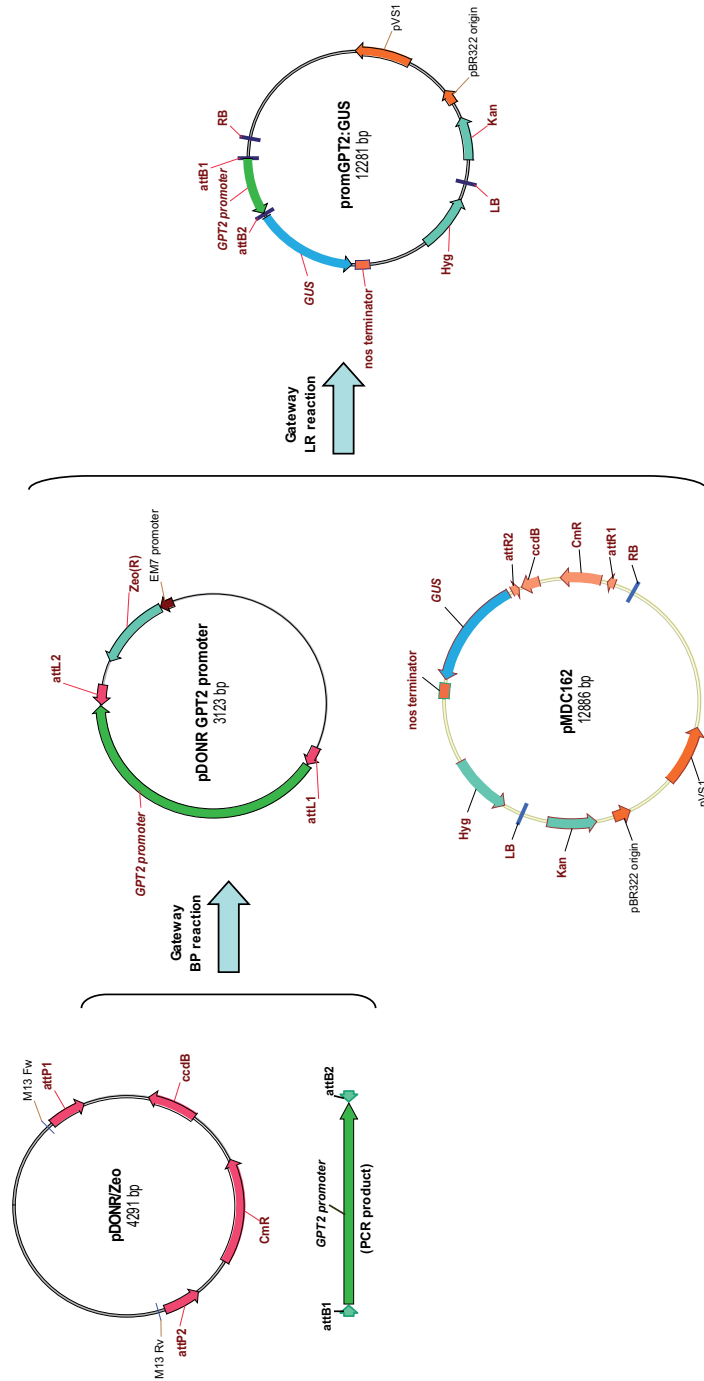 M13 Fw
attP1
ccdB
pDONR/Zeo
4291 bp
CmR
attP2
M13 Rv
attB1
GPT2 promoter
(PCR product)
attB2
Gateway
BP reaction
attL2
Zeo(R)
EM7 promoter
pDONR GPT2 promoter
3123 bp
GPT2 promoter
attL1
nos terminator
GUS
attR2
ccdB
CmR
attR1
RB
pMDC162
12886 bp
Hyg
LB
Kan
pBR322 origin
pVS1
Gateway
LR reaction
RB
attB1
GPT2 promoter
attB2
GUS
nos terminator
promGPT2:GUS
12281 bp
Hyg
LB
Kan
pBR322 origin
pVS1